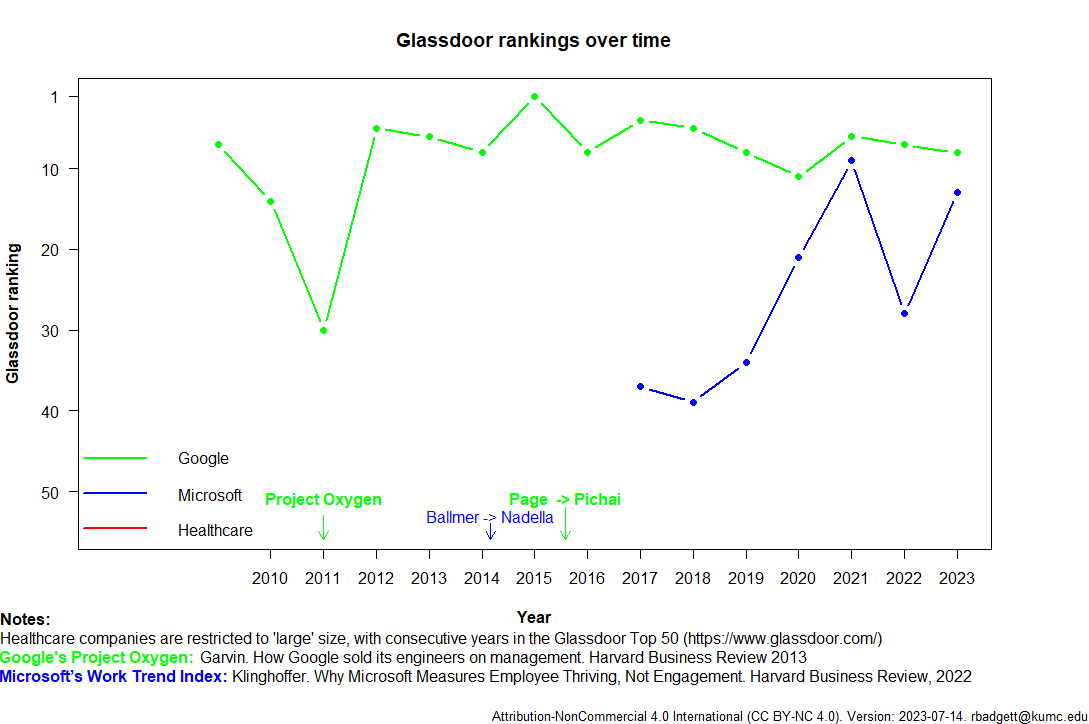 Glassdoor rankings over time
Glassdoor ranking
1
10
20
30
40
50
Google
Microsoft
Healthcare
Project Oxygen
Page -> Pichai
Ballmer -> Nadella
2010 2011 2012 2013 2014 2015 2016 2017 2018 2019 2020 2021 2022 2023
Year
Notes:
Healthcare companies are restricted to 'large' size, with consecutive years in the Glassdoor Top 50 (https://www.glassdoor.com/)
Google's Project Oxygen: Garvin. How Google sold its engineers on management. Harvard Business Review 2013
Microsoft’s Work Trend Index: Klinghoffer. Why Microsoft Measures Employee Thriving, Not Engagement. Harvard Business Review, 2022
Attribution-NonCommercial 4.0 International (CC BY-NC 4.0). Version: 2023-07-14. rbadgett@kumc.edu